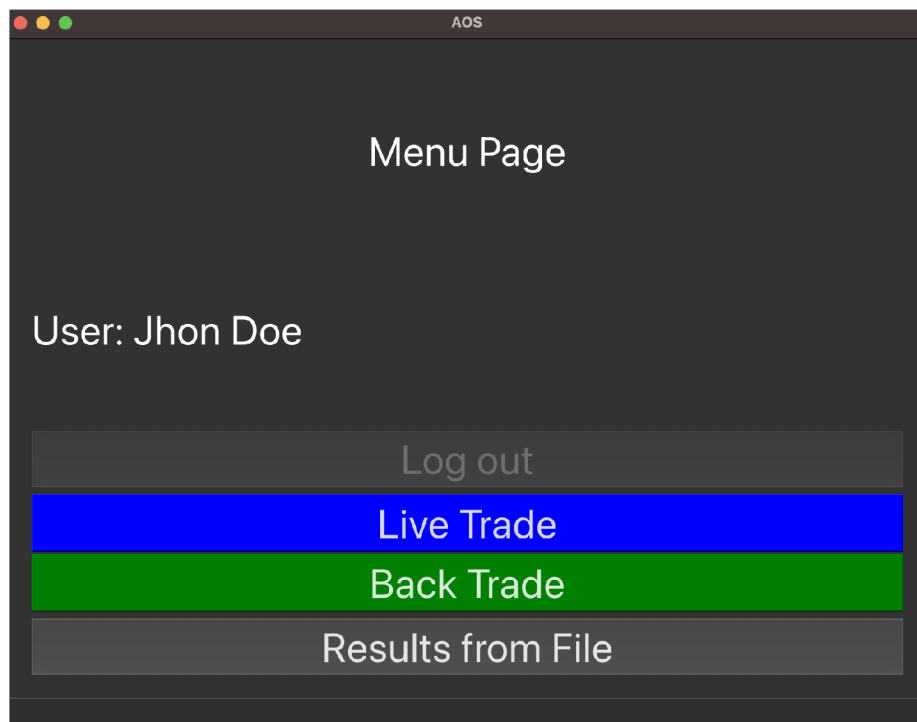 AOS
Menu Page
User: Jhon Doe
Log out
Live Trade
Back Trade
Results from File